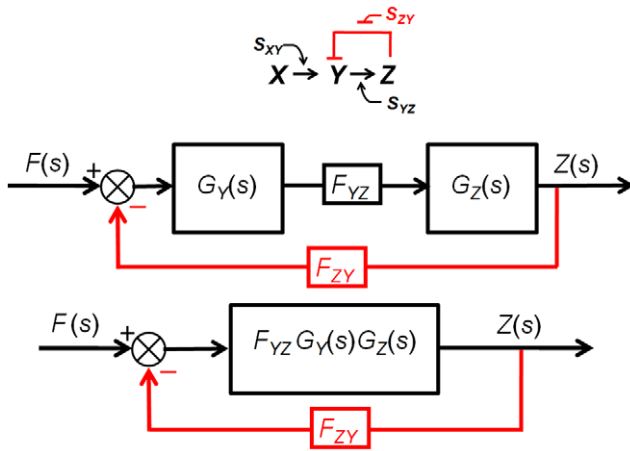 S_ZY
S_XY
X → Y → Z
S_YZ
F(s) + − G_Y(s) F_YZ G_Z(s) Z(s)
F_ZY
F(s) + − F_YZ G_Y(s)G_Z(s) Z(s)
F_ZY